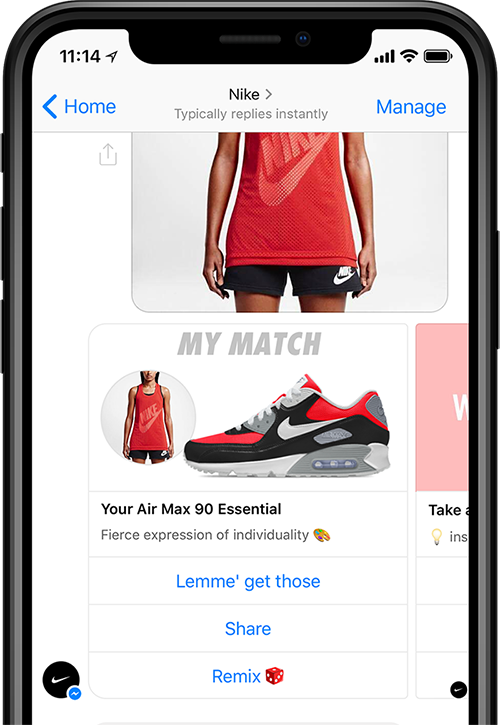 11:14
Home
Nike
Typically replies instantly
Manage
NIKE
NIKE
MY MATCH
NIKE
Your Air Max 90 Essential
Fierce expression of individuality 🎨
Lemme' get those
Share
Remix 🎲
W
Take a
💡 ins